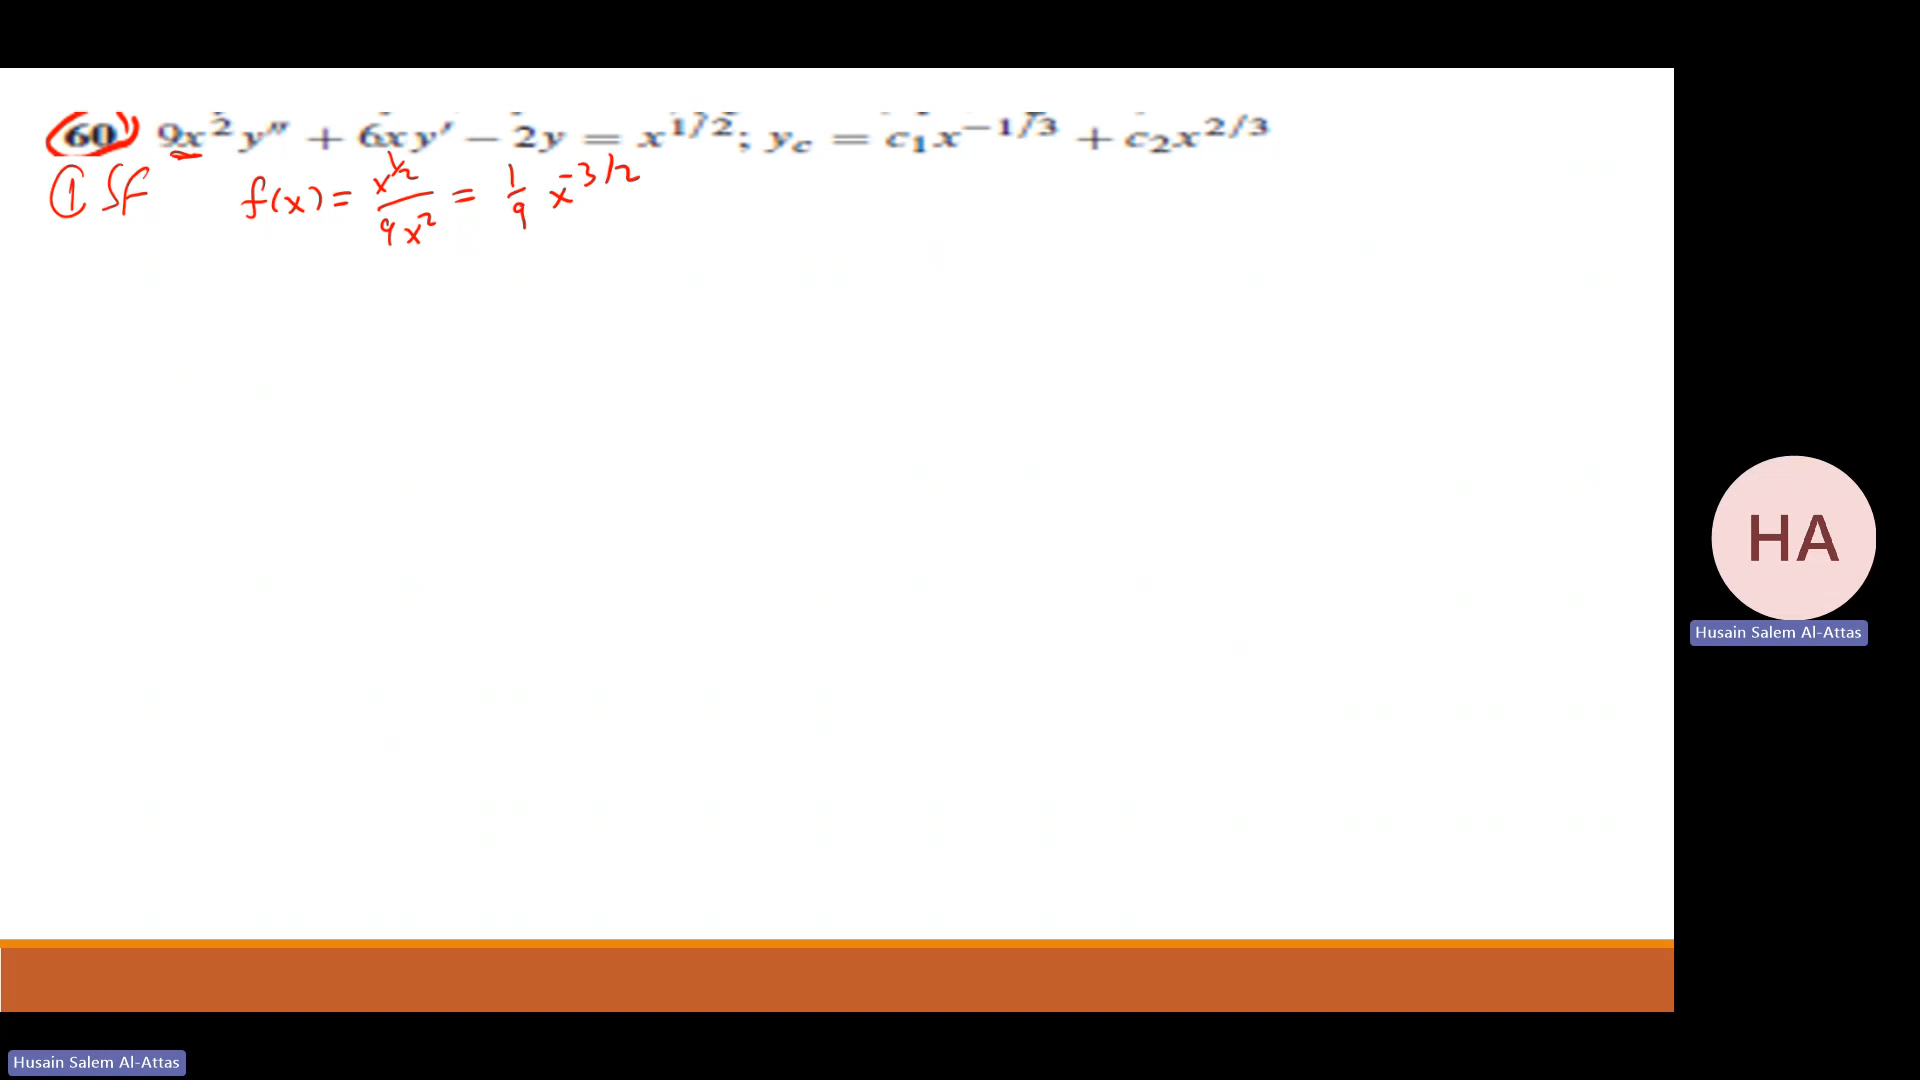 60) 9x²y″ + 6xy′ − 2y = x^{1/2}; y_c = c₁x^{−1/3} + c₂x^{2/3}
① SF f(x) = x^{1/2} / 9x² = 1/9 x^{-3/2}
HA
Husain Salem Al-Attas
Husain Salem Al-Attas